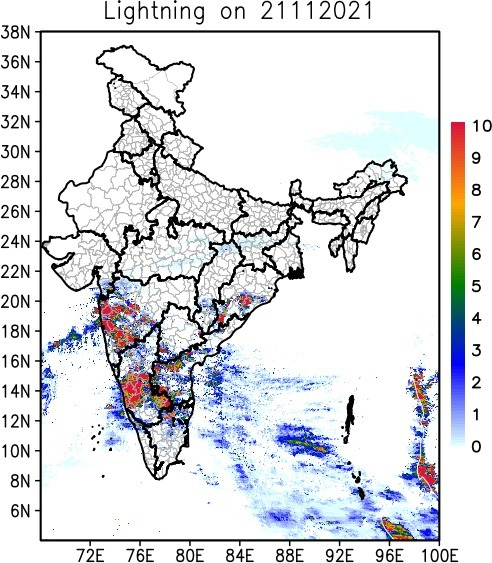 Lightning on 21112021
38N
36N
34N
32N
30N
28N
26N
24N
22N
20N
18N
16N
14N
12N
10N
8N
6N
72E 76E 80E 84E 88E 92E 96E 100E
10
9
8
7
6
5
4
3
2
1
0